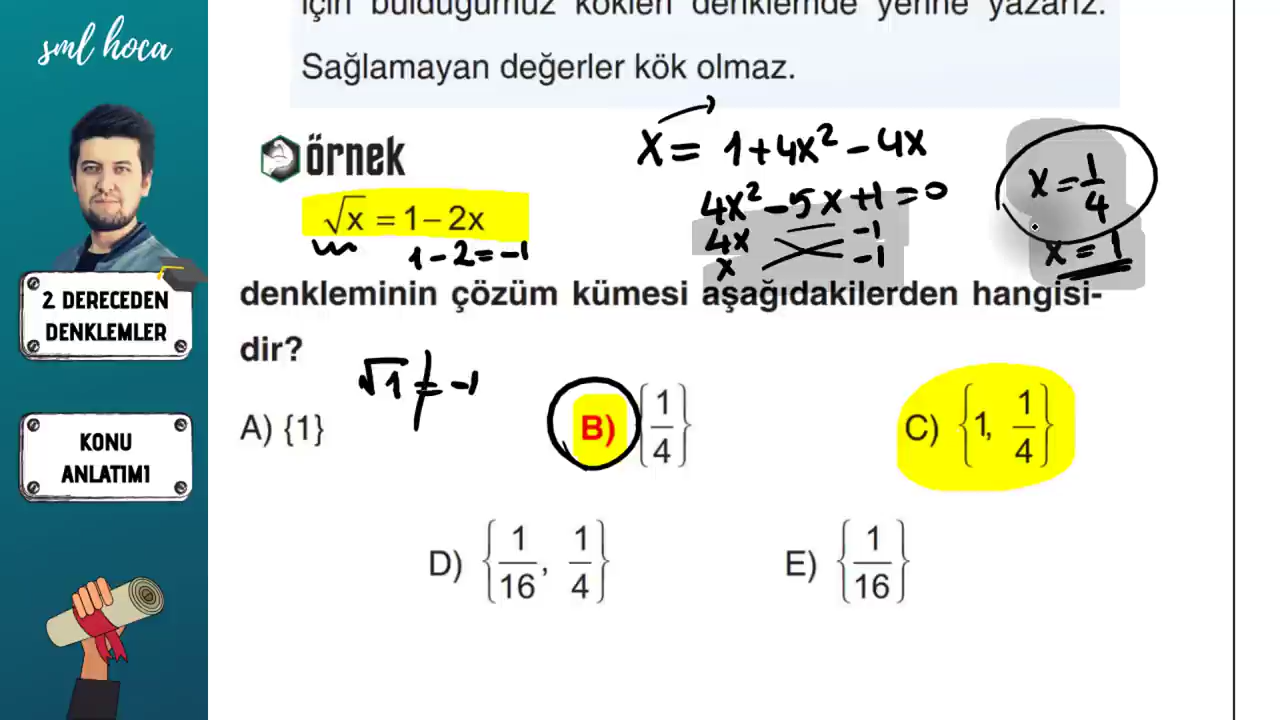 sml hoca
2 DERECEDEN
DENKLEMLER
KONU
ANLATIMI
için bulduğumuz kökleri denklemde yerine yazarız.
Sağlamayan değerler kök olmaz.
örnek
√x = 1 – 2x
1 - 2 = -1
x = 1 + 4x² - 4x
4x² - 5x + 1 = 0
4x -1
x -1
x = 1/4
x = 1
denkleminin çözüm kümesi aşağıdakilerden hangisi-
dir?
√1 ≠ -1
A) {1}
B) {1/4}
C) {1, 1/4}
D) {1/16, 1/4}
E) {1/16}